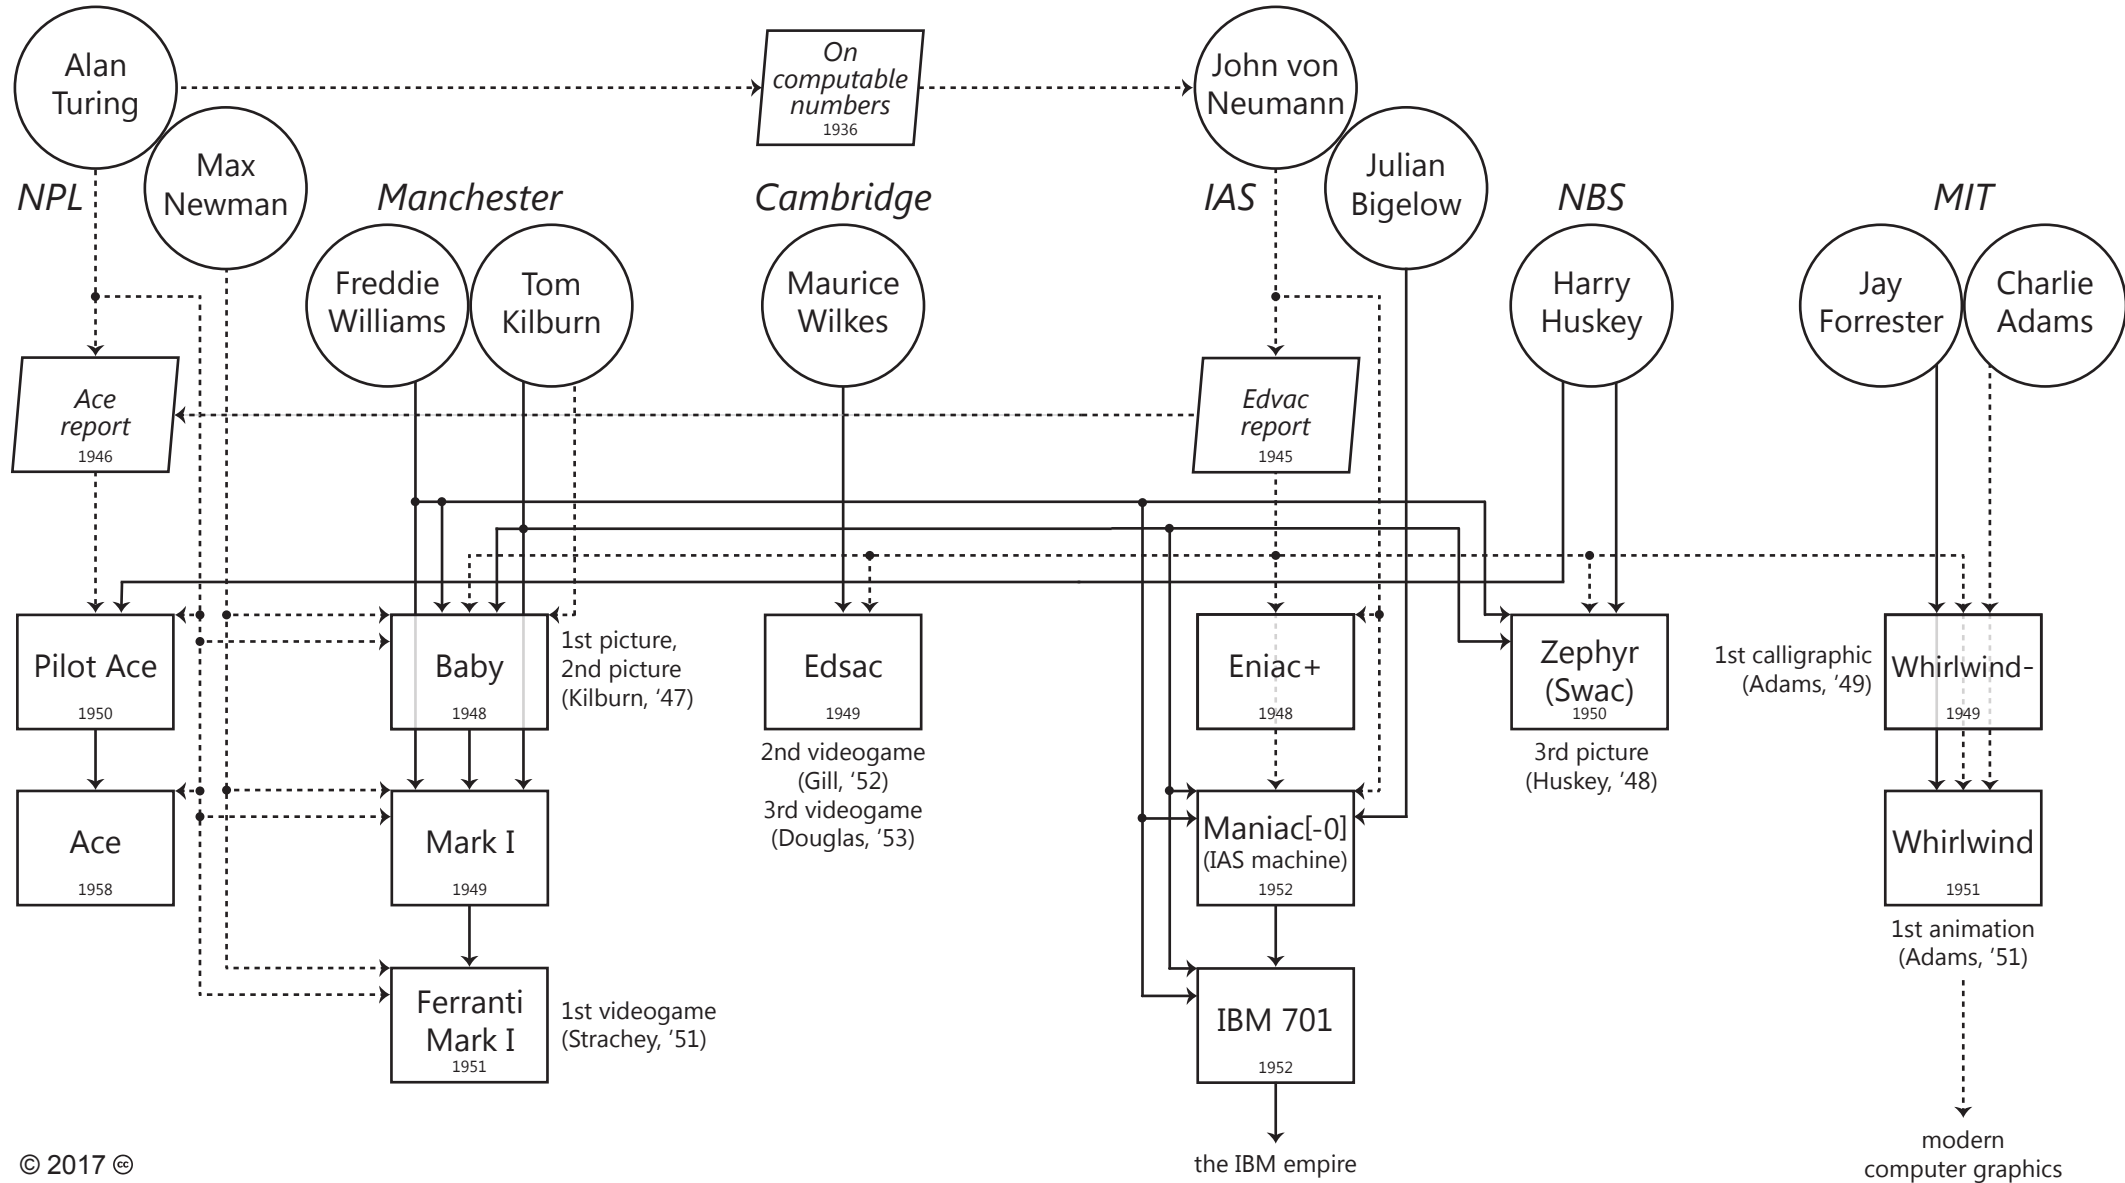 Alan
Turing
On
computable
numbers
1936
John von
Neumann
Max
Newman
Julian
Bigelow
NPL
Manchester
Cambridge
IAS
NBS
MIT
Freddie
Williams
Tom
Kilburn
Maurice
Wilkes
Harry
Huskey
Jay
Forrester
Charlie
Adams
Ace
report
1946
Edvac
report
1945
Pilot Ace
1950
Baby
1948
1st picture,
2nd picture
(Kilburn, '47)
Edsac
1949
2nd videogame
(Gill, '52)
3rd videogame
(Douglas, '53)
Eniac+
1948
Zephyr
(Swac)
1950
3rd picture
(Huskey, '48)
1st calligraphic
(Adams, '49)
Whirlwind-
1949
Ace
1958
Mark I
1949
Maniac[-0]
(IAS machine)
1952
Whirlwind
1951
1st animation
(Adams, '51)
Ferranti
Mark I
1951
1st videogame
(Strachey, '51)
IBM 701
1952
the IBM empire
modern
computer graphics
© 2017 cc